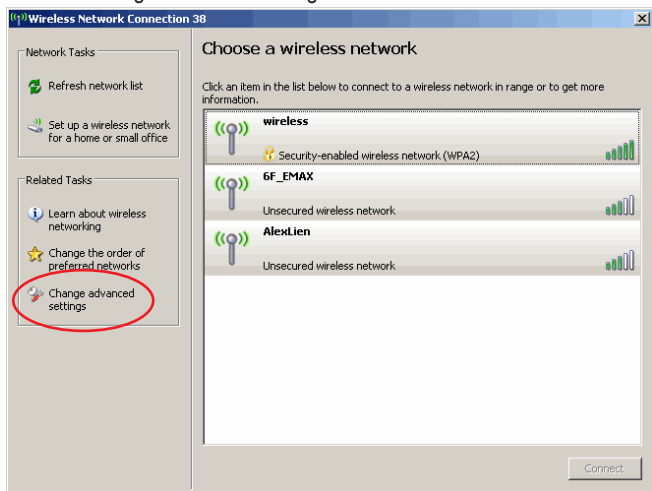 Wireless Network Connection 38
Network Tasks
Refresh network list
Set up a wireless network
for a home or small office
Related Tasks
Learn about wireless
networking
Change the order of
preferred networks
Change advanced
settings
Choose a wireless network
Click an item in the list below to connect to a wireless network in range or to get more
information.
wireless
Security-enabled wireless network (WPA2)
6F_EMAX
Unsecured wireless network
AlexLien
Unsecured wireless network
Connect